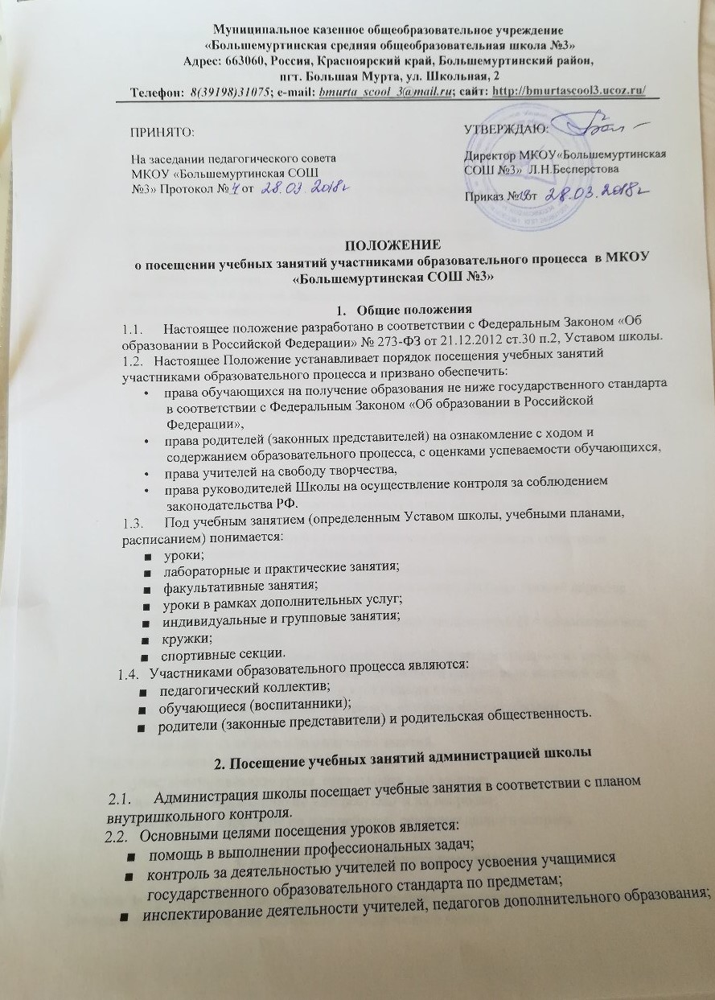 Муниципальное казенное общеобразовательное учреждение
«Большемуртинская средняя общеобразовательная школа №3»
Адрес: 663060, Россия, Красноярский край, Большемуртинский район,
пгт. Большая Мурта, ул. Школьная, 2
Телефон: 8(39198)31075; e-mail: bmurta_scool_3@mail.ru; сайт: http://bmurtascool3.ucoz.ru/
ПРИНЯТО:
На заседании педагогического совета
МКОУ «Большемуртинская СОШ
№3» Протокол № 4 от 28.03.2018г
УТВЕРЖДАЮ:
Директор МКОУ«Большемуртинская
СОШ №3» Л.Н.Бесперстова
Приказ № от 28.03.2018г
ПОЛОЖЕНИЕ
о посещении учебных занятий участниками образовательного процесса в МКОУ
«Большемуртинская СОШ №3»
1. Общие положения
1.1. Настоящее положение разработано в соответствии с Федеральным Законом «Об
образовании в Российской Федерации» № 273-ФЗ от 21.12.2012 ст.30 п.2, Уставом школы.
1.2. Настоящее Положение устанавливает порядок посещения учебных занятий
участниками образовательного процесса и призвано обеспечить:
• права обучающихся на получение образования не ниже государственного стандарта
в соответствии с Федеральным Законом «Об образовании в Российской
Федерации»,
• права родителей (законных представителей) на ознакомление с ходом и
содержанием образовательного процесса, с оценками успеваемости обучающихся,
• права учителей на свободу творчества,
• права руководителей Школы на осуществление контроля за соблюдением
законодательства РФ.
1.3. Под учебным занятием (определенным Уставом школы, учебными планами,
расписанием) понимается:
■ уроки;
■ лабораторные и практические занятия;
■ факультативные занятия;
■ уроки в рамках дополнительных услуг;
■ индивидуальные и групповые занятия;
■ кружки;
■ спортивные секции.
1.4. Участниками образовательного процесса являются:
■ педагогический коллектив;
■ обучающиеся (воспитанники);
■ родители (законные представители) и родительская общественность.
2. Посещение учебных занятий администрацией школы
2.1. Администрация школы посещает учебные занятия в соответствии с планом
внутришкольного контроля.
2.2. Основными целями посещения уроков является:
■ помощь в выполнении профессиональных задач;
■ контроль за деятельностью учителей по вопросу усвоения учащимися
государственного образовательного стандарта по предметам;
■ инспектирование деятельности учителей, педагогов дополнительного образования;